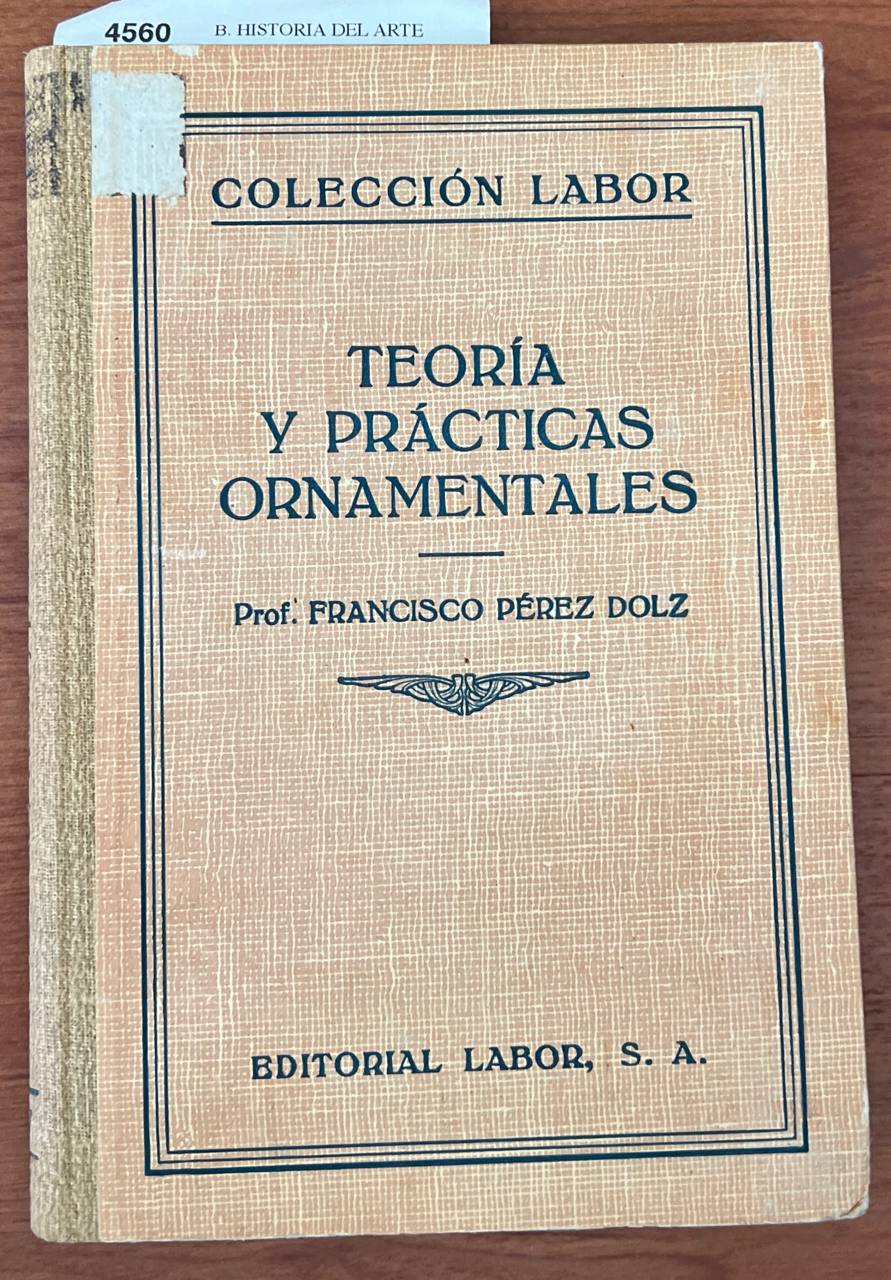 4560 B. HISTORIA DEL ARTE
COLECCIÓN LABOR
TEORÍA
Y PRÁCTICAS
ORNAMENTALES
Prof. FRANCISCO PÉREZ DOLZ
EDITORIAL LABOR, S. A.